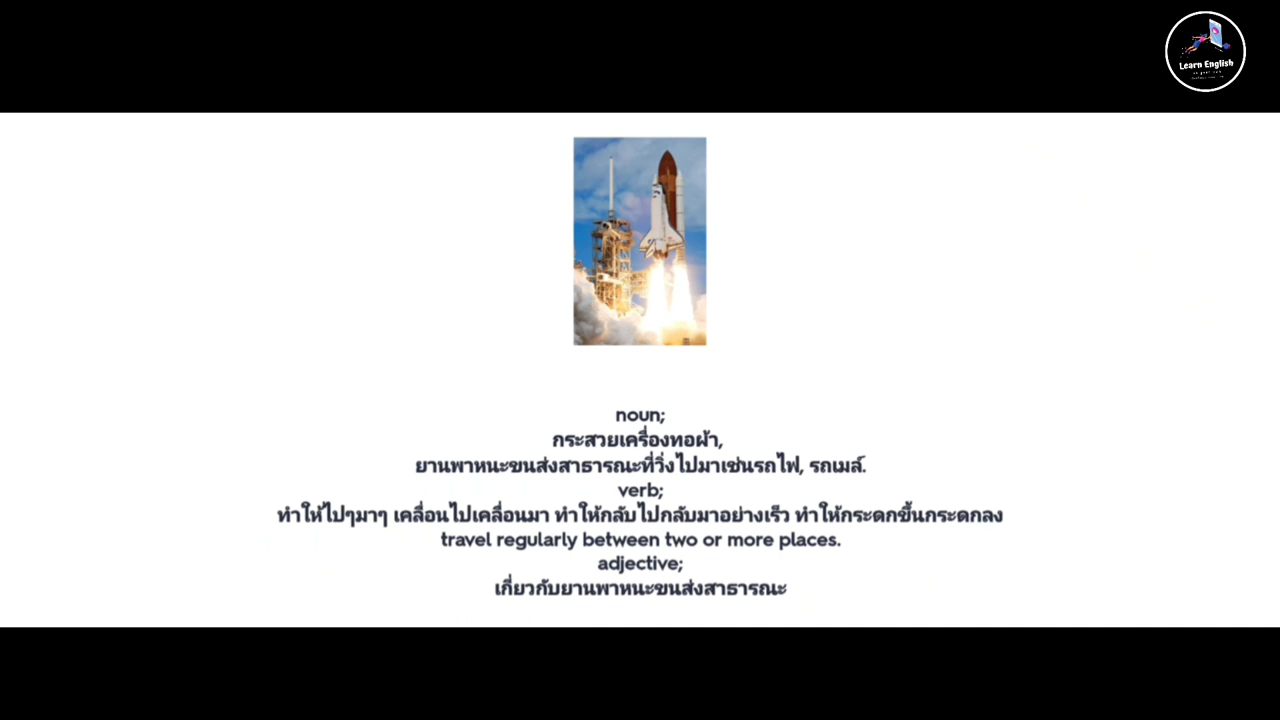 Learn English
noun;
กระสวยเครื่องทอผ้า,
ยานพาหนะขนส่งสาธารณะที่วิ่งไปมาเช่นรถไฟ, รถเมล์.
verb;
ทำให้ไปๆมาๆ เคลื่อนไปเคลื่อนมา ทำให้กลับไปกลับมาอย่างเร็ว ทำให้กระดกขึ้นกระดกลง
travel regularly between two or more places.
adjective;
เกี่ยวกับยานพาหนะขนส่งสาธารณะ